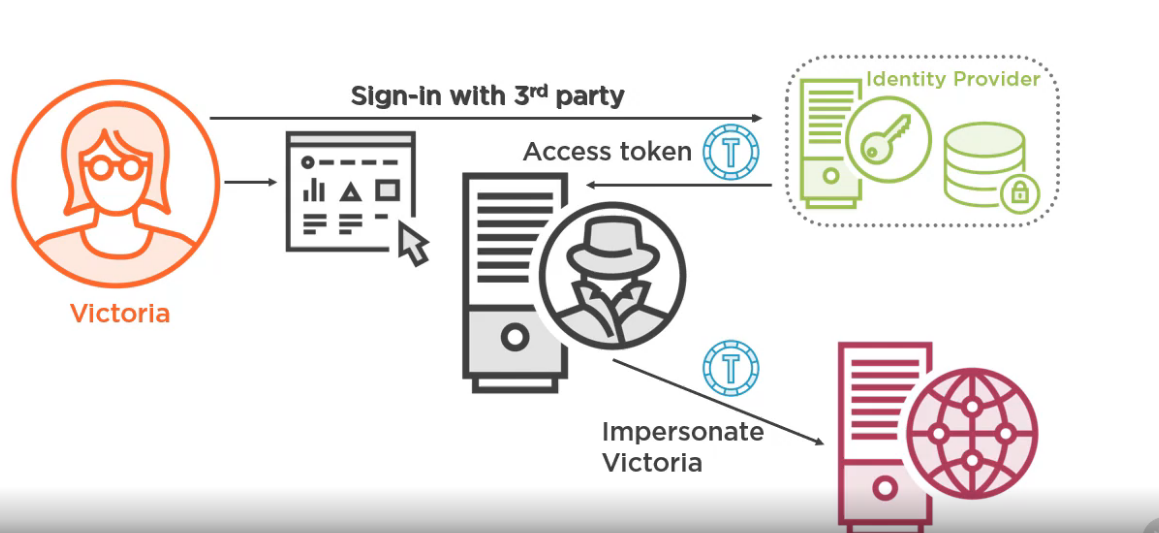 Identity Provider
Sign-in with 3rd party
Access token
T
Victoria
T
Impersonate
Victoria